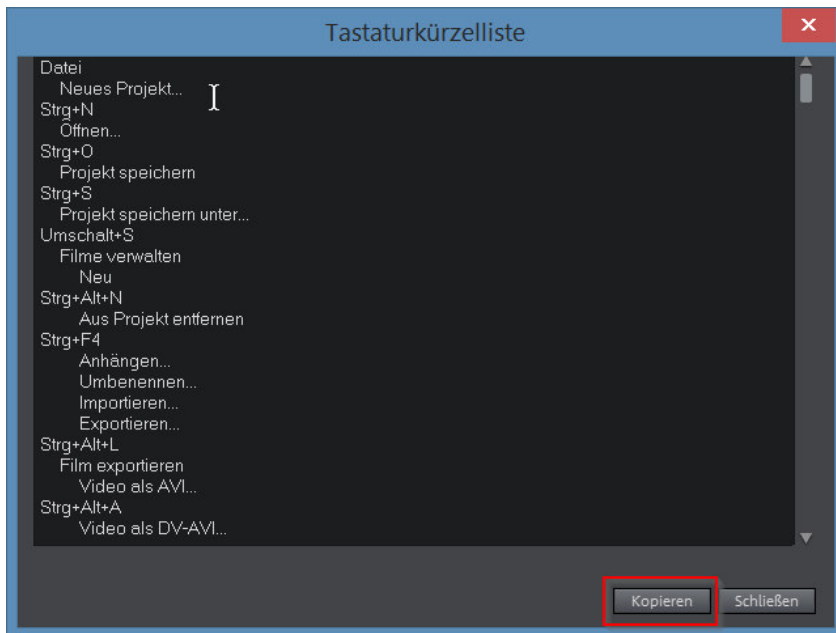 Tastaturkürzelliste
Datei
Neues Projekt...
Strg+N
Öffnen...
Strg+O
Projekt speichern
Strg+S
Projekt speichern unter...
Umschalt+S
Filme verwalten
Neu
Strg+Alt+N
Aus Projekt entfernen
Strg+F4
Anhängen...
Umbenennen...
Importieren...
Exportieren...
Strg+Alt+L
Film exportieren
Video als AVI...
Strg+Alt+A
Video als DV-AVI...
Kopieren Schließen